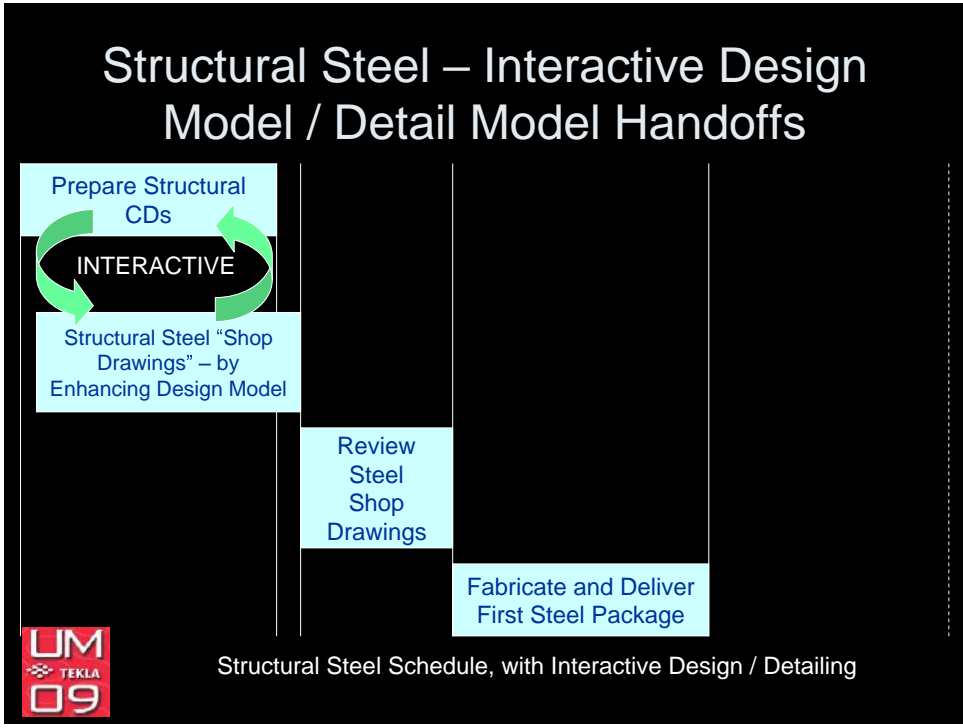 Structural Steel – Interactive Design
Model / Detail Model Handoffs
Prepare Structural
CDs
INTERACTIVE
Structural Steel “Shop
Drawings” – by
Enhancing Design Model
Review
Steel
Shop
Drawings
Fabricate and Deliver
First Steel Package
UM
TEKLA
09
Structural Steel Schedule, with Interactive Design / Detailing